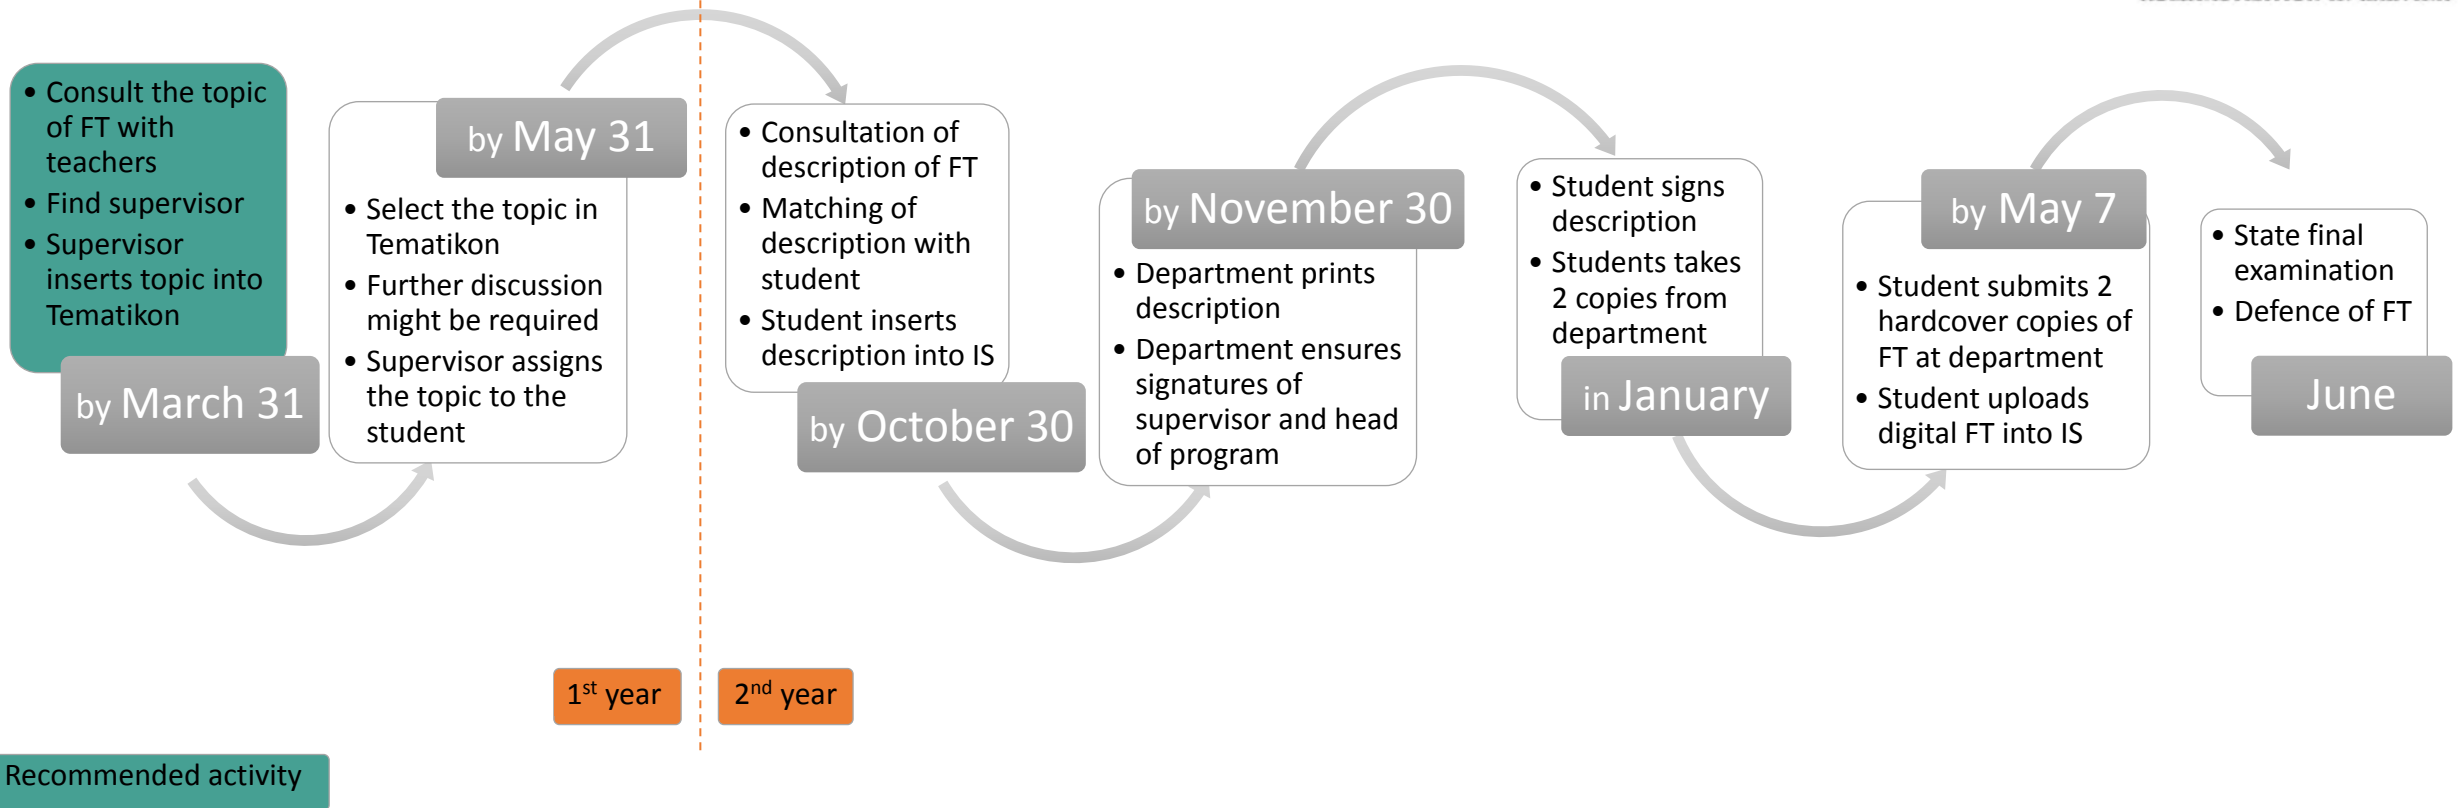 • Consult the topic
of FT with
teachers
• Find supervisor
• Supervisor
inserts topic into
Tematikon
by March 31
by May 31
• Select the topic in
Tematikon
• Further discussion
might be required
• Supervisor assigns
the topic to the
student
• Consultation of
description of FT
• Matching of
description with
student
• Student inserts
description into IS
by October 30
by November 30
• Department prints
description
• Department ensures
signatures of
supervisor and head
of program
• Student signs
description
• Students takes
2 copies from
department
in January
by May 7
• Student submits 2
hardcover copies of
FT at department
• Student uploads
digital FT into IS
• State final
examination
• Defence of FT
June
1st year
2nd year
Recommended activity